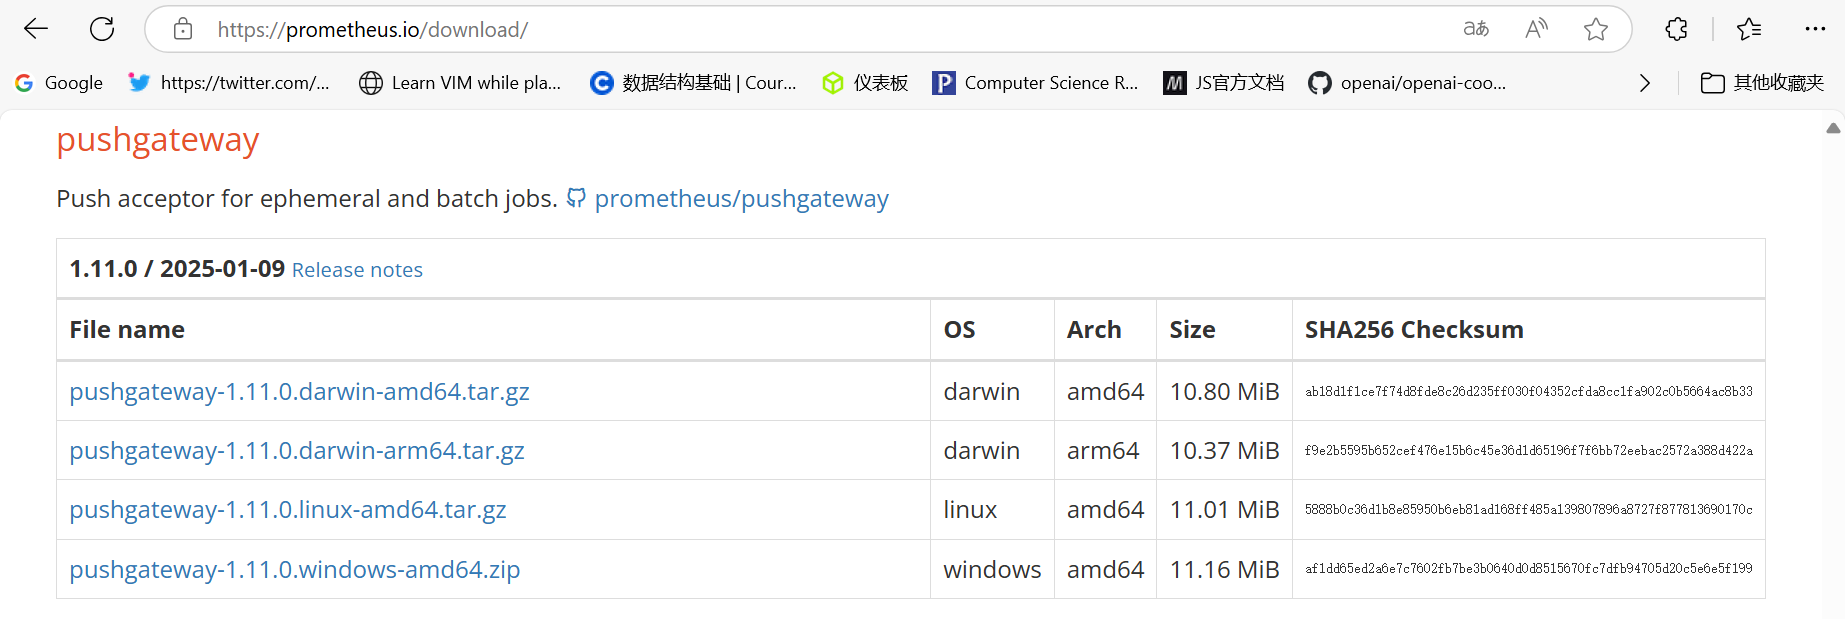 https://prometheus.io/download/
Google https://twitter.com/... Learn VIM while pla... 数据结构基础 | Cour... 仪表板 Computer Science R... JS官方文档 openai/openai-coo... 其他收藏夹
pushgateway
Push acceptor for ephemeral and batch jobs. prometheus/pushgateway
1.11.0 / 2025-01-09 Release notes
File name OS Arch Size SHA256 Checksum
pushgateway-1.11.0.darwin-amd64.tar.gz darwin amd64 10.80 MiB ab18d1f1ce7f74d8fde8c26d235ff030f04352cfda8cc1fa902c0b5664ac8b33
pushgateway-1.11.0.darwin-arm64.tar.gz darwin arm64 10.37 MiB f9e2b5595b652cef476e15b6c45e36d1d65196f7f6bb72eebac2572a388d422a
pushgateway-1.11.0.linux-amd64.tar.gz linux amd64 11.01 MiB 5888b0c36d1b8e85950b6eb81ad168ff485a139807896a8727f877813690170c
pushgateway-1.11.0.windows-amd64.zip windows amd64 11.16 MiB af1dd65ed2a6e7c7602fb7be3b0640d0d8515670fc7dfb94705d20c5e6e5f199